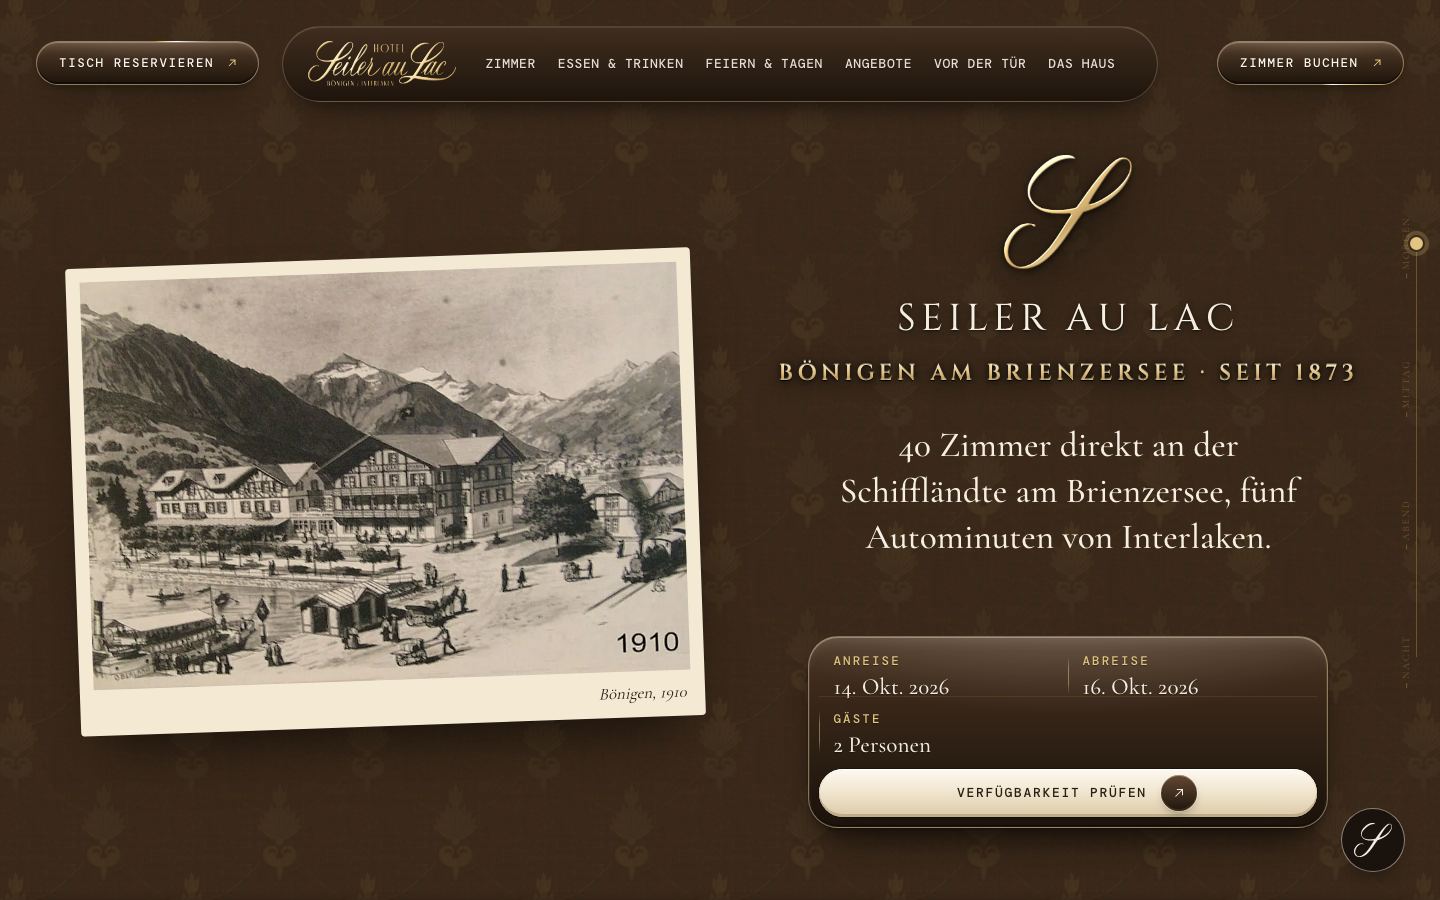 TISCH RESERVIEREN
HOTEL
Seiler au Lac
BÖNIGEN / INTERLAKEN
ZIMMER
ESSEN & TRINKEN
FEIERN & TAGEN
ANGEBOTE
VOR DER TÜR
DAS HAUS
ZIMMER BUCHEN
S
SEILER AU LAC
BÖNIGEN AM BRIENZERSEE · SEIT 1873
40 Zimmer direkt an der
Schiffländte am Brienzersee, fünf
Autominuten von Interlaken.
1910
Bönigen, 1910
ANREISE
14. Okt. 2026
ABREISE
16. Okt. 2026
GÄSTE
2 Personen
VERFÜGBARKEIT PRÜFEN
– MITTAG
– ABEND
– NACHT
S